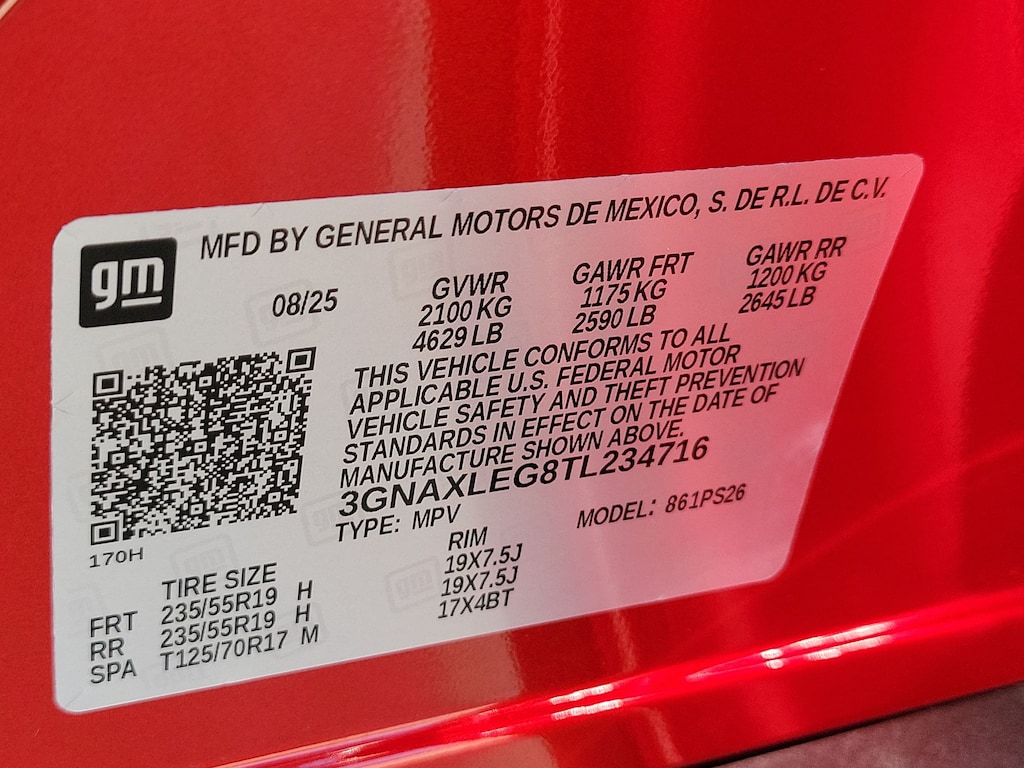 MFD BY GENERAL MOTORS DE MEXICO, S. DE R.L. DE C.V.
gm
08/25
GVWR
2100 KG
4629 LB
GAWR FRT
1175 KG
2590 LB
GAWR RR
1200 KG
2645 LB
THIS VEHICLE CONFORMS TO ALL
APPLICABLE U.S. FEDERAL MOTOR
VEHICLE SAFETY AND THEFT PREVENTION
STANDARDS IN EFFECT ON THE DATE OF
MANUFACTURE SHOWN ABOVE.
3GNAXLEG8TL234716
TYPE: MPV
MODEL: 861PS26
170H
TIRE SIZE RIM
FRT 235/55R19 H 19X7.5J
RR 235/55R19 H 19X7.5J
SPA T125/70R17 M 17X4BT